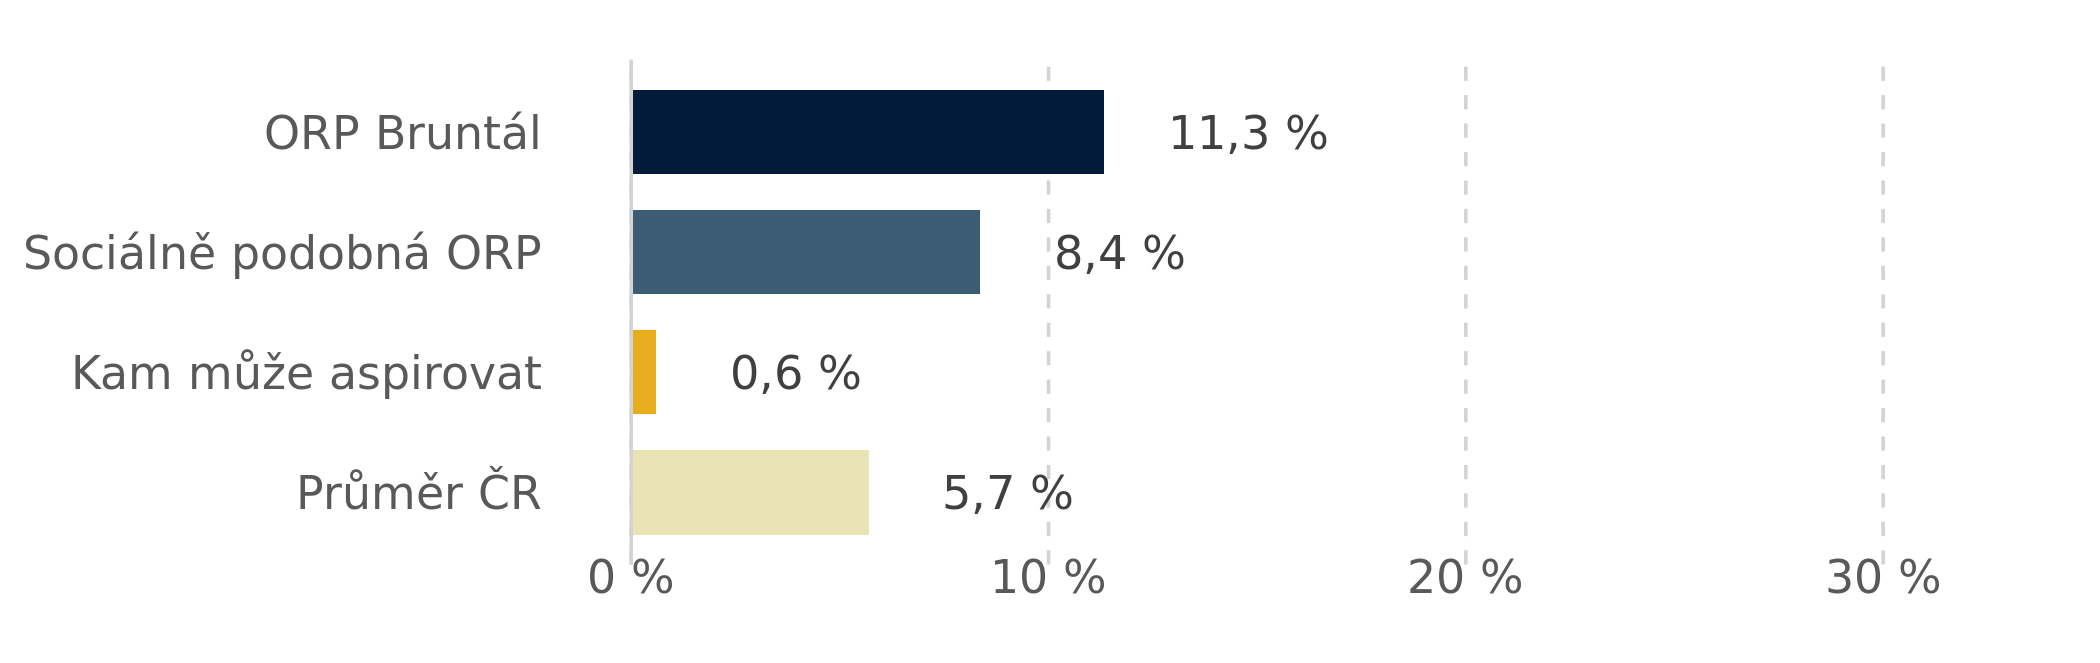 ORP Bruntál 11,3 %
Sociálně podobná ORP 8,4 %
Kam může aspirovat 0,6 %
Průměr ČR 5,7 %
0 % 10 % 20 % 30 %